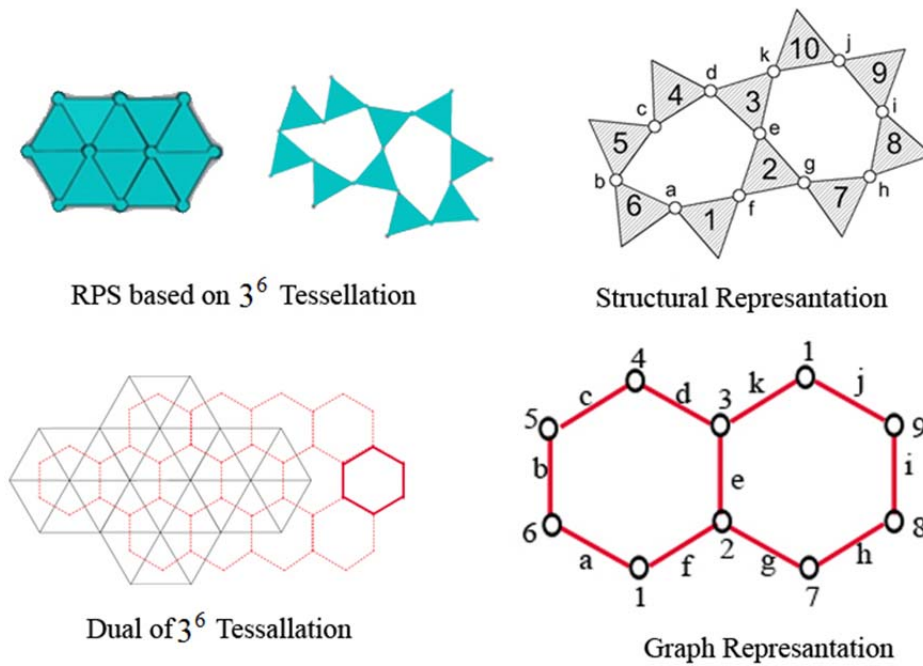 RPS based on 3⁶ Tessellation
10
j
k
9
d
4
3
c
i
5
e
8
2
b
g
a
h
6
7
1
f
Structural Represantation
Dual of 3⁶ Tessallation
4
1
c
d
k
j
5
3
9
b
e
i
6
2
8
a
f
g
h
1
7
Graph Represantation